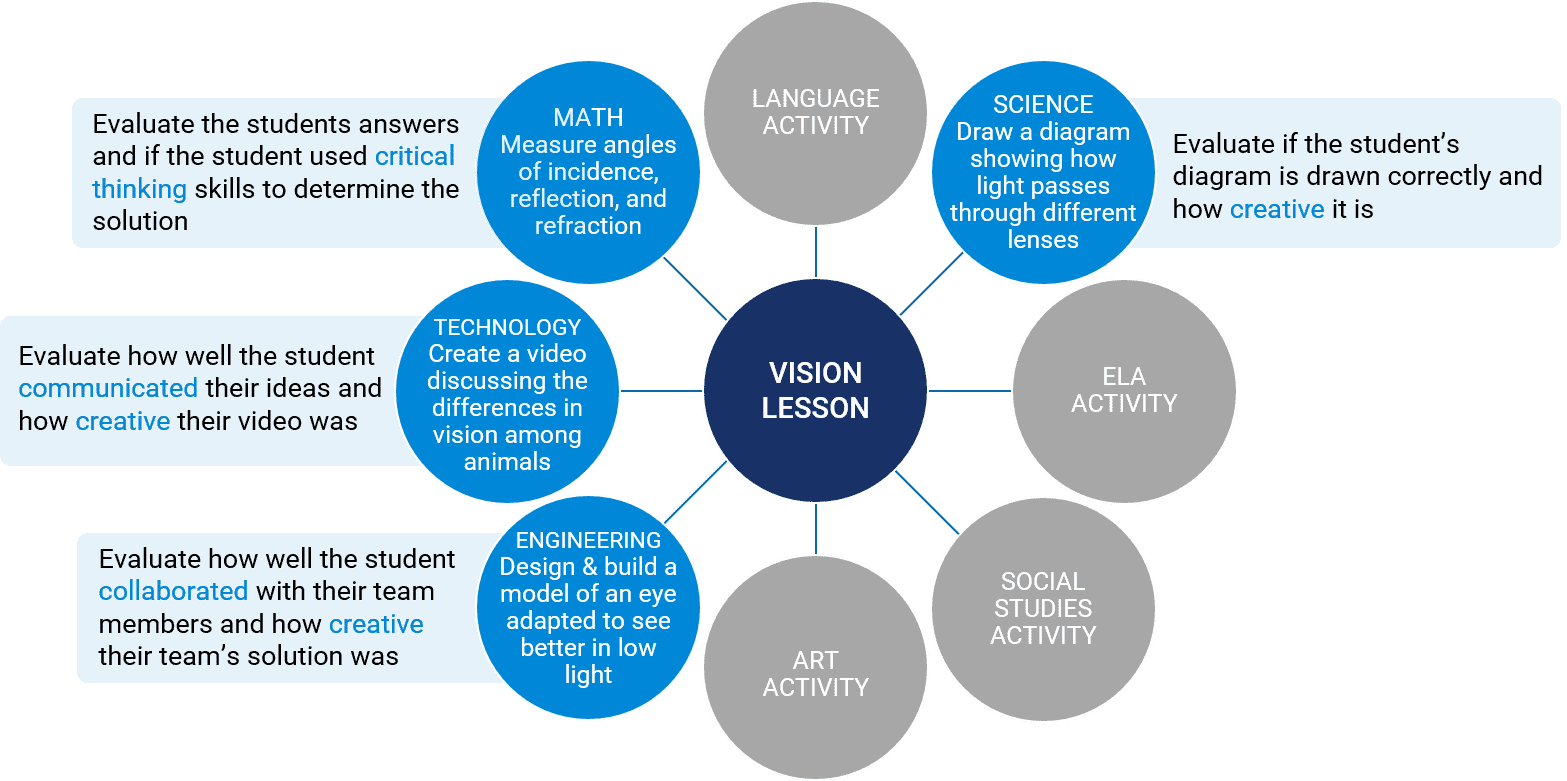 LANGUAGE
ACTIVITY
MATH
Measure angles
of incidence,
reflection, and
refraction
Evaluate the students answers
and if the student used critical
thinking skills to determine the
solution
SCIENCE
Draw a diagram
showing how
light passes
through different
lenses
Evaluate if the student’s
diagram is drawn correctly and
how creative it is
TECHNOLOGY
Create a video
discussing the
differences in
vision among
animals
Evaluate how well the student
communicated their ideas and
how creative their video was
VISION
LESSON
ELA
ACTIVITY
ENGINEERING
Design & build a
model of an eye
adapted to see
better in low
light
Evaluate how well the student
collaborated with their team
members and how creative
their team’s solution was
ART
ACTIVITY
SOCIAL
STUDIES
ACTIVITY